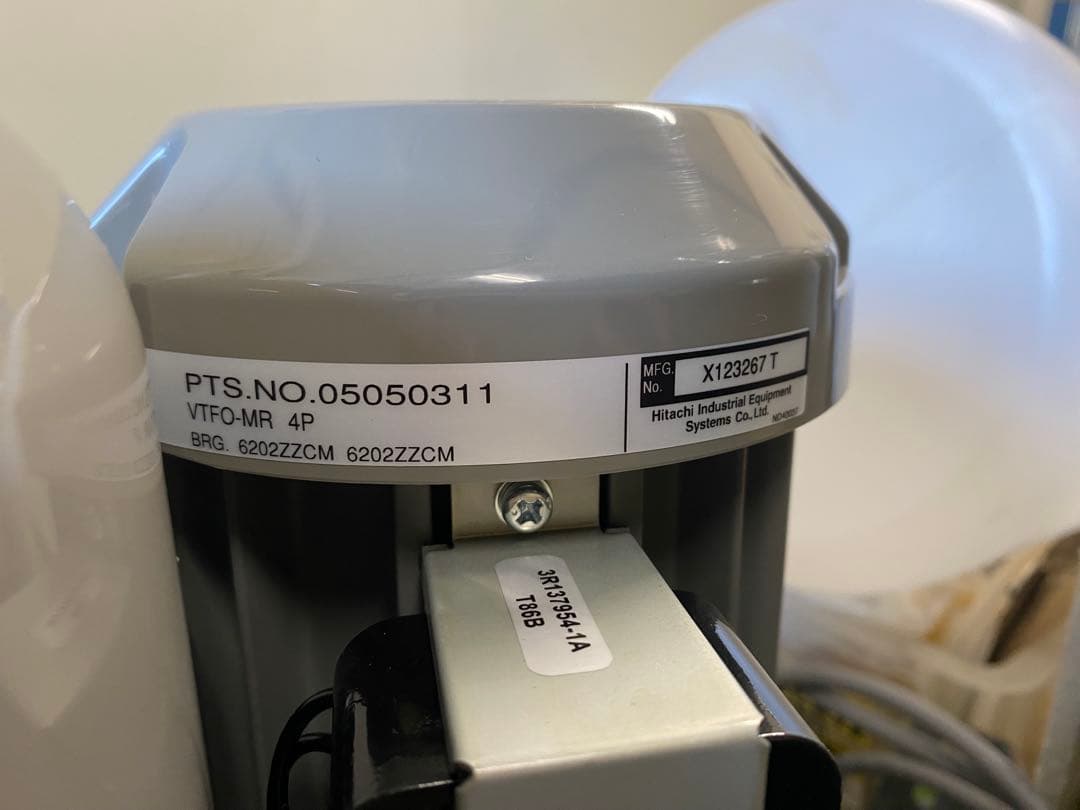 PTS.NO.05050311
VTFO-MR 4P
BRG. 6202ZZCM 6202ZZCM
MFG. No. X123267 T
Hitachi Industrial Equipment
Systems Co., Ltd.
3R137954-1A
T86B